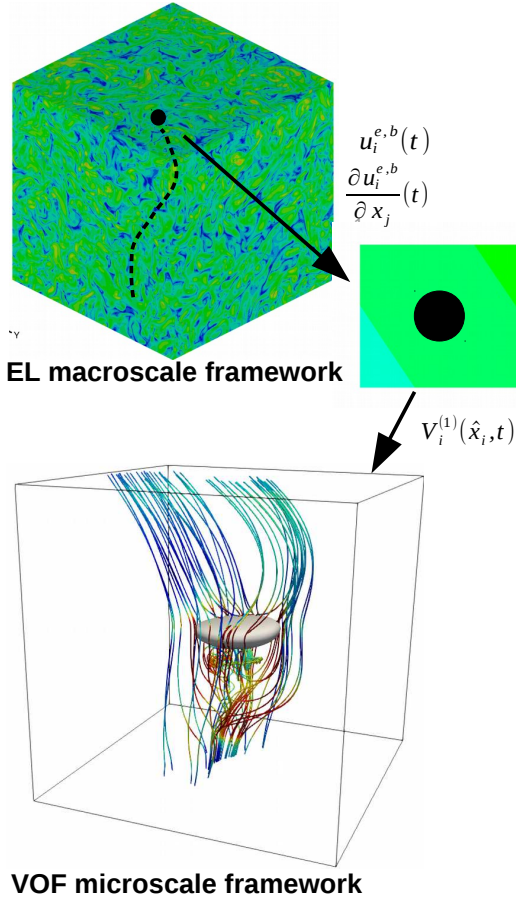 u_i^{e,b}(t)
∂u_i^{e,b}/∂x_j (t)
Y
EL macroscale framework
V_i^{(1)}(x̂_i,t)
VOF microscale framework